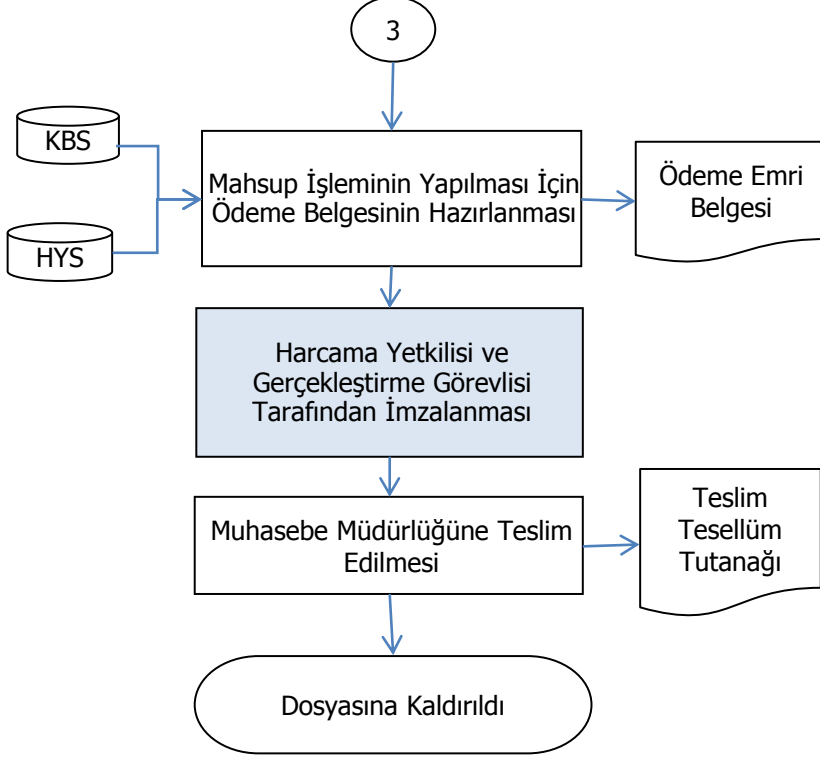 3
KBS
HYS
Mahsup İşleminin Yapılması İçin
Ödeme Belgesinin Hazırlanması
Ödeme Emri
Belgesi
Harcama Yetkilisi ve
Gerçekleştirme Görevlisi
Tarafından İmzalanması
Muhasebe Müdürlüğüne Teslim
Edilmesi
Teslim
Tesellüm
Tutanağı
Dosyasına Kaldırıldı